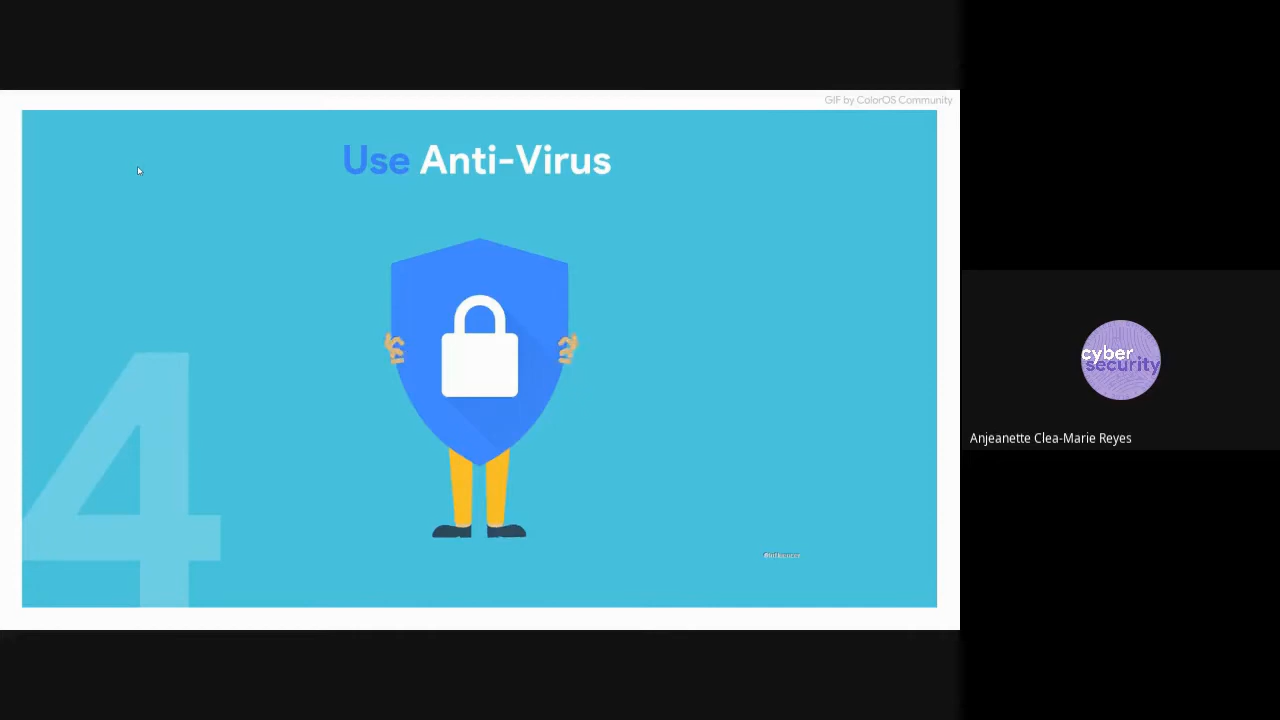 GIF by ColorOS Community
Use Anti-Virus
4
cyber
security
Anjeanette Clea-Marie Reyes